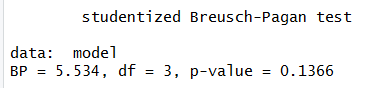 studentized Breusch-Pagan test
data:  model
BP = 5.534, df = 3, p-value = 0.1366